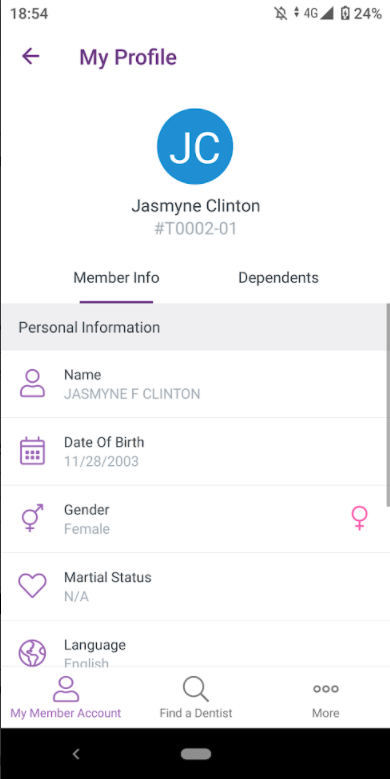 18:54
4G
24%
My Profile
JC
Jasmyne Clinton
#T0002-01
Member Info
Dependents
Personal Information
Name
JASMYNE F CLINTON
Date Of Birth
11/28/2003
Gender
Female
Martial Status
N/A
Language
English
My Member Account
Find a Dentist
More